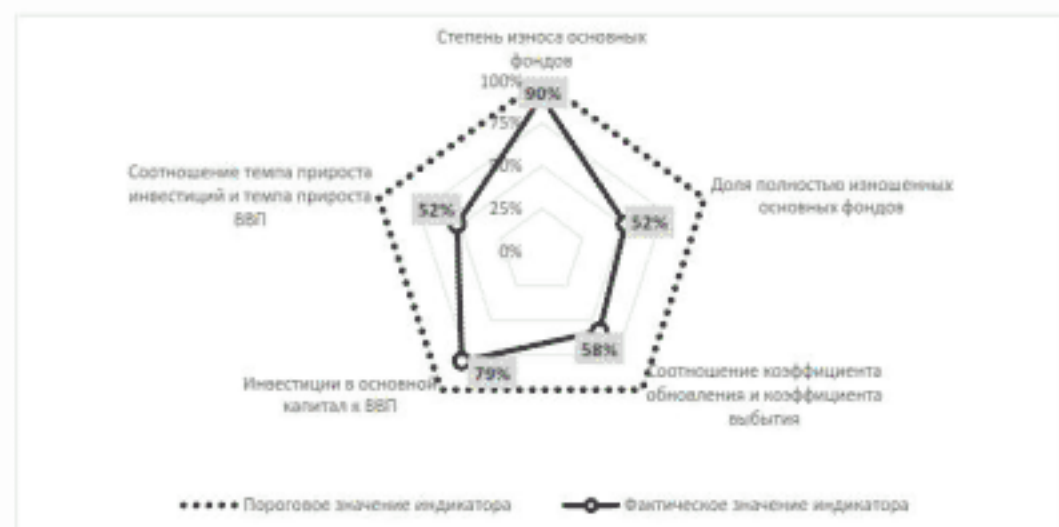 Степень износа основных
фондов
100%
90%
75%
50%
25%
0%
Соотношение темпа прироста
инвестиций и темпа прироста
ВВП
52%
Доля полностью изношенных
основных фондов
52%
58%
79%
Инвестиции в основной
капитал к ВВП
Соотношение коэффициента
обновления и коэффициента
выбытия
Пороговое значение индикатора
Фактическое значение индикатора